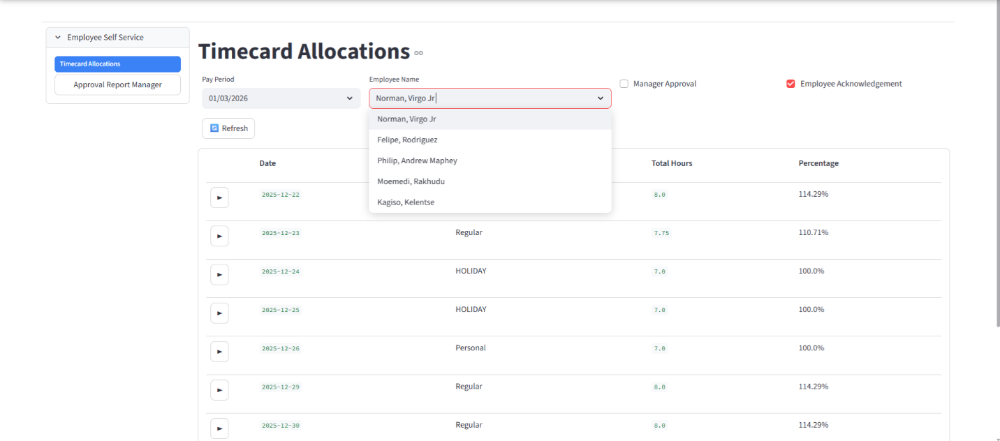 Employee Self Service
Timecard Allocations
Approval Report Manager
Timecard Allocations
Pay Period
Employee Name
01/03/2026
Norman, Virgo Jr
Manager Approval
Employee Acknowledgement
Norman, Virgo Jr
Felipe, Rodriguez
Philip, Andrew Maphey
Moemedi, Rakhudu
Kagiso, Kelentse
Refresh
Date Total Hours Percentage
2025-12-22 8.0 114.29%
2025-12-23 Regular 7.75 110.71%
2025-12-24 HOLIDAY 7.0 100.0%
2025-12-25 HOLIDAY 7.0 100.0%
2025-12-26 Personal 7.0 100.0%
2025-12-29 Regular 8.0 114.29%
2025-12-30 Regular 8.0 114.29%